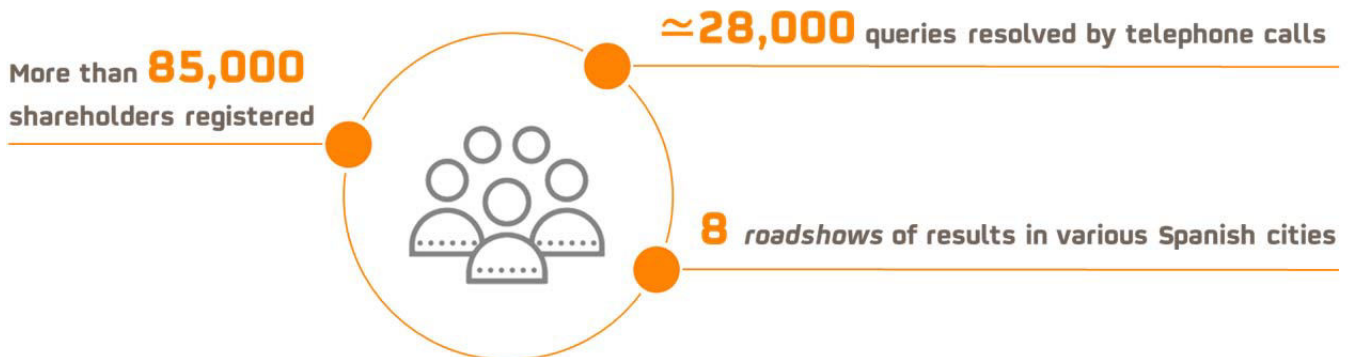 More than 85,000
shareholders registered
≃28,000 queries resolved by telephone calls
8 roadshows of results in various Spanish cities